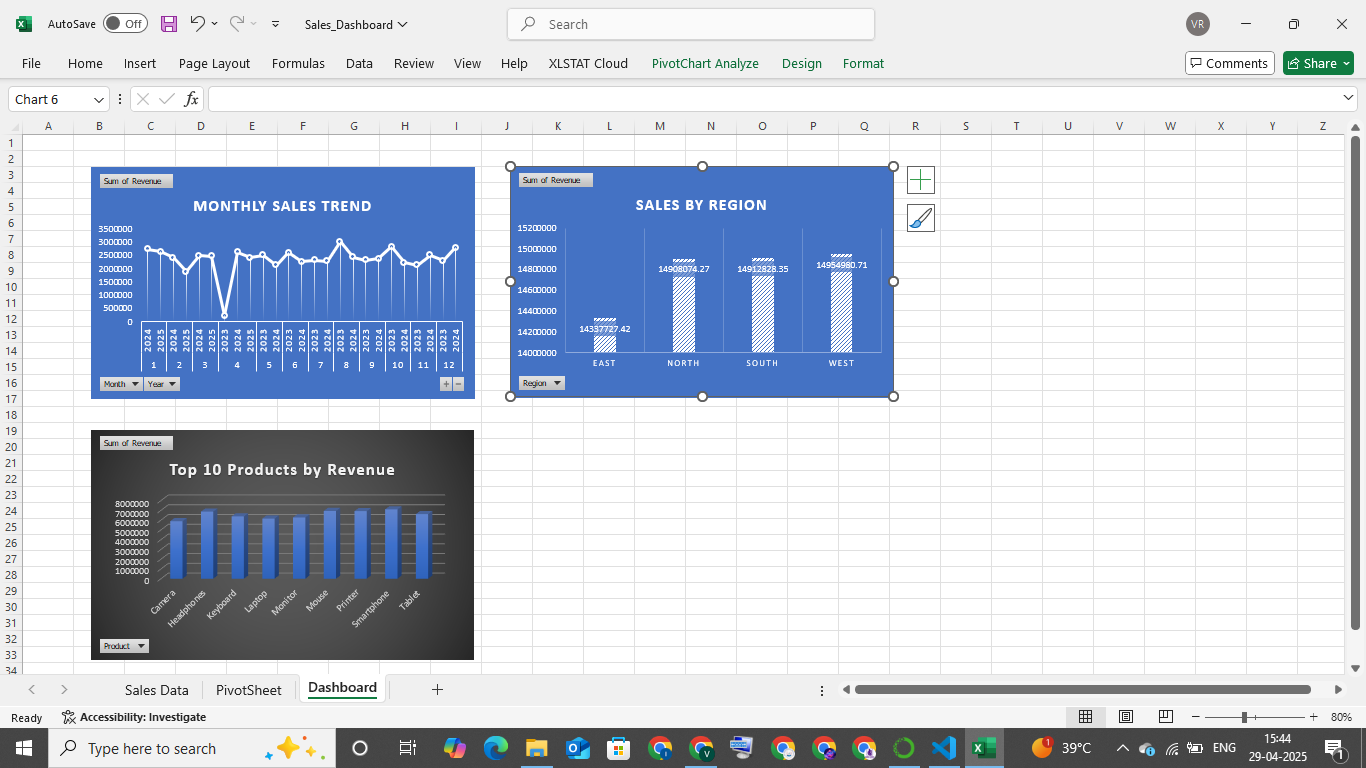 AutoSave Off Sales_Dashboard Search VR
File Home Insert Page Layout Formulas Data Review View Help XLSTAT Cloud PivotChart Analyze Design Format Comments Share
Chart 6 fx
A B C D E F G H I J K L M N O P Q R S T U V W X Y Z
1
2
3
4
5
6
7
8
9
10
11
12
13
14
15
16
17
18
19
20
21
22
23
24
25
26
27
28
29
30
31
32
33
34
Sum of Revenue
MONTHLY SALES TREND
3500000
3000000
2500000
2000000
1500000
1000000
500000
0
2024 2025 2024 2025 2024 2025 2023 2024 2025 2023 2024 2023 2024 2023 2024 2023 2024 2023 2024 2023 2024 2023 2024 2023 2024
1 2 3 4 5 6 7 8 9 10 11 12
Month Year + −
Sum of Revenue
SALES BY REGION
15200000
15000000
14800000
14600000
14400000
14200000
14000000
14337727.42 14908074.27 14912828.35 14954980.71
EAST NORTH SOUTH WEST
Region
Sum of Revenue
Top 10 Products by Revenue
8000000
7000000
6000000
5000000
4000000
3000000
2000000
1000000
0
Camera Headphones Keyboard Laptop Monitor Mouse Printer Smartphone Tablet
Product
Sales Data PivotSheet Dashboard
Ready Accessibility: Investigate 80%
Type here to search 39°C ENG 15:44
29-04-2025